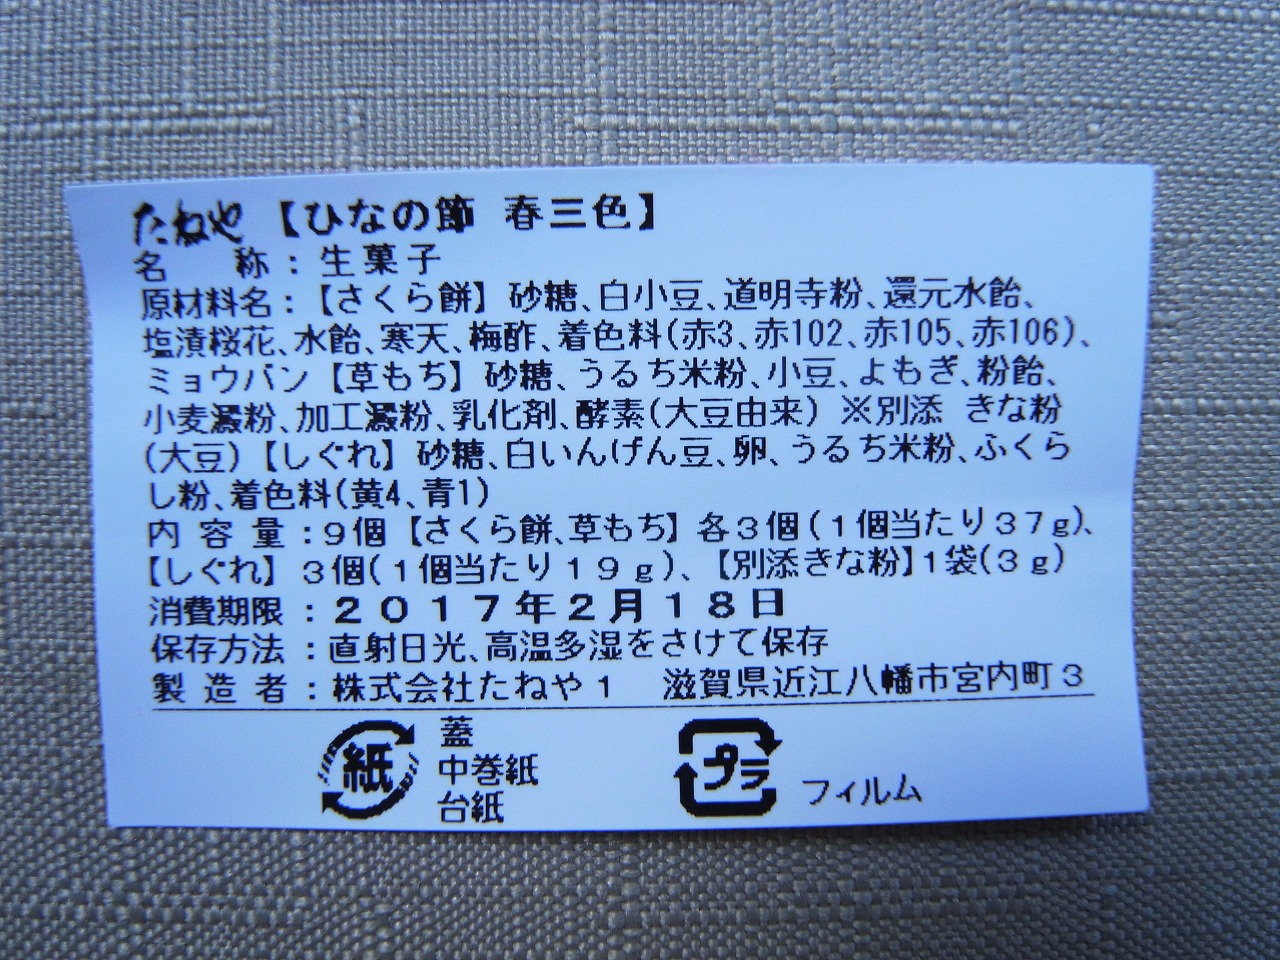 たねや【ひなの節 春三色】
名 称：生菓子
原材料名：【さくら餅】砂糖、白小豆、道明寺粉、還元水飴、
塩漬桜花、水飴、寒天、梅酢、着色料(赤3、赤102、赤105、赤106)、
ミョウバン【草もち】砂糖、うるち米粉、小豆、よもぎ、粉飴、
小麦澱粉、加工澱粉、乳化剤、酵素(大豆由来) ※別添 きな粉
(大豆)【しぐれ】砂糖、白いんげん豆、卵、うるち米粉、ふくら
し粉、着色料(黄4、青1)
内容量：9個【さくら餅、草もち】各3個(1個当たり37g)、
【しぐれ】3個(1個当たり19g)、【別添きな粉】1袋(3g)
消費期限：2017年2月18日
保存方法：直射日光、高温多湿をさけて保存
製造者：株式会社たねや1 滋賀県近江八幡市宮内町3
紙 蓋
中巻紙
台紙
プラ フィルム